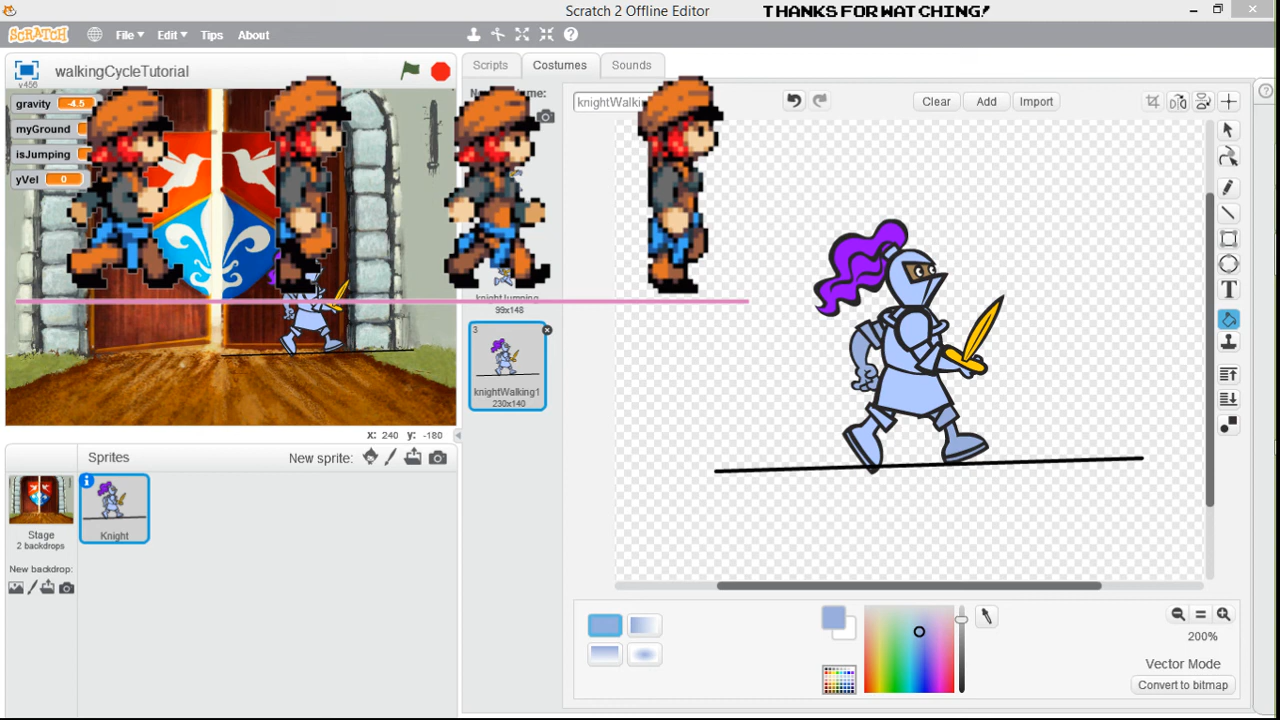 Scratch 2 Offline Editor
THANKS FOR WATCHING!
SCRATCH
File Edit Tips About
v456
walkingCycleTutorial
Scripts Costumes Sounds
gravity -4.5
myGround
isJumping
yVel 0
knightWalki
Clear Add Import
knightJumping
99x148
3
knightWalking1
230x140
x: 240 y: -180
Sprites
New sprite:
Stage
2 backdrops
New backdrop:
Knight
200%
Vector Mode
Convert to bitmap